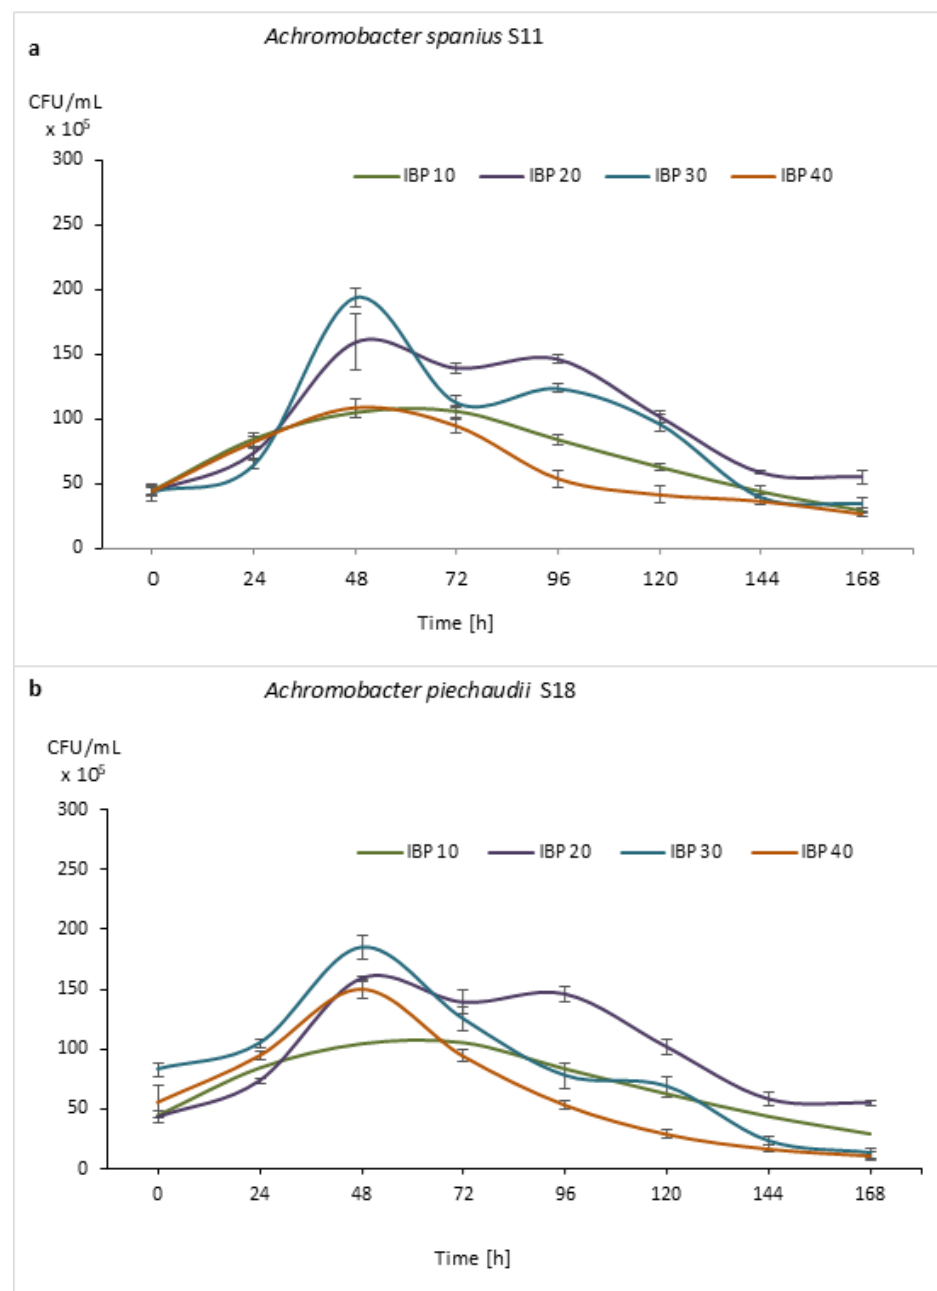 a
Achromobacter spanius S11
CFU/mL
x 10⁵
300
IBP 10 IBP 20 IBP 30 IBP 40
250
200
150
100
50
0
0 24 48 72 96 120 144 168
Time [h]
b
Achromobacter piechaudii S18
CFU/mL
x 10⁵
300
IBP 10 IBP 20 IBP 30 IBP 40
250
200
150
100
50
0
0 24 48 72 96 120 144 168
Time [h]